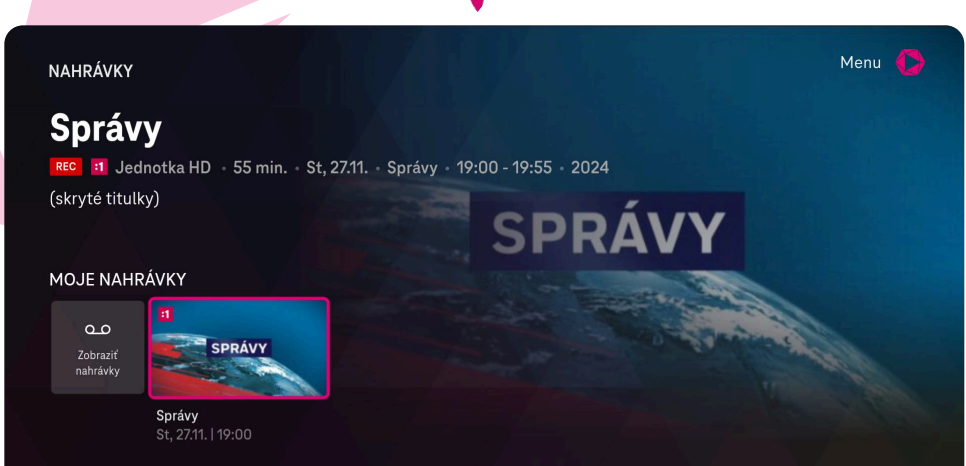 Menu
NAHRÁVKY
Správy
REC :1 Jednotka HD • 55 min. • St, 27.11. • Správy • 19:00 - 19:55 • 2024
(skryté titulky)
SPRÁVY
MOJE NAHRÁVKY
Zobraziť
nahrávky
:1
SPRÁVY
Správy
St, 27.11. | 19:00